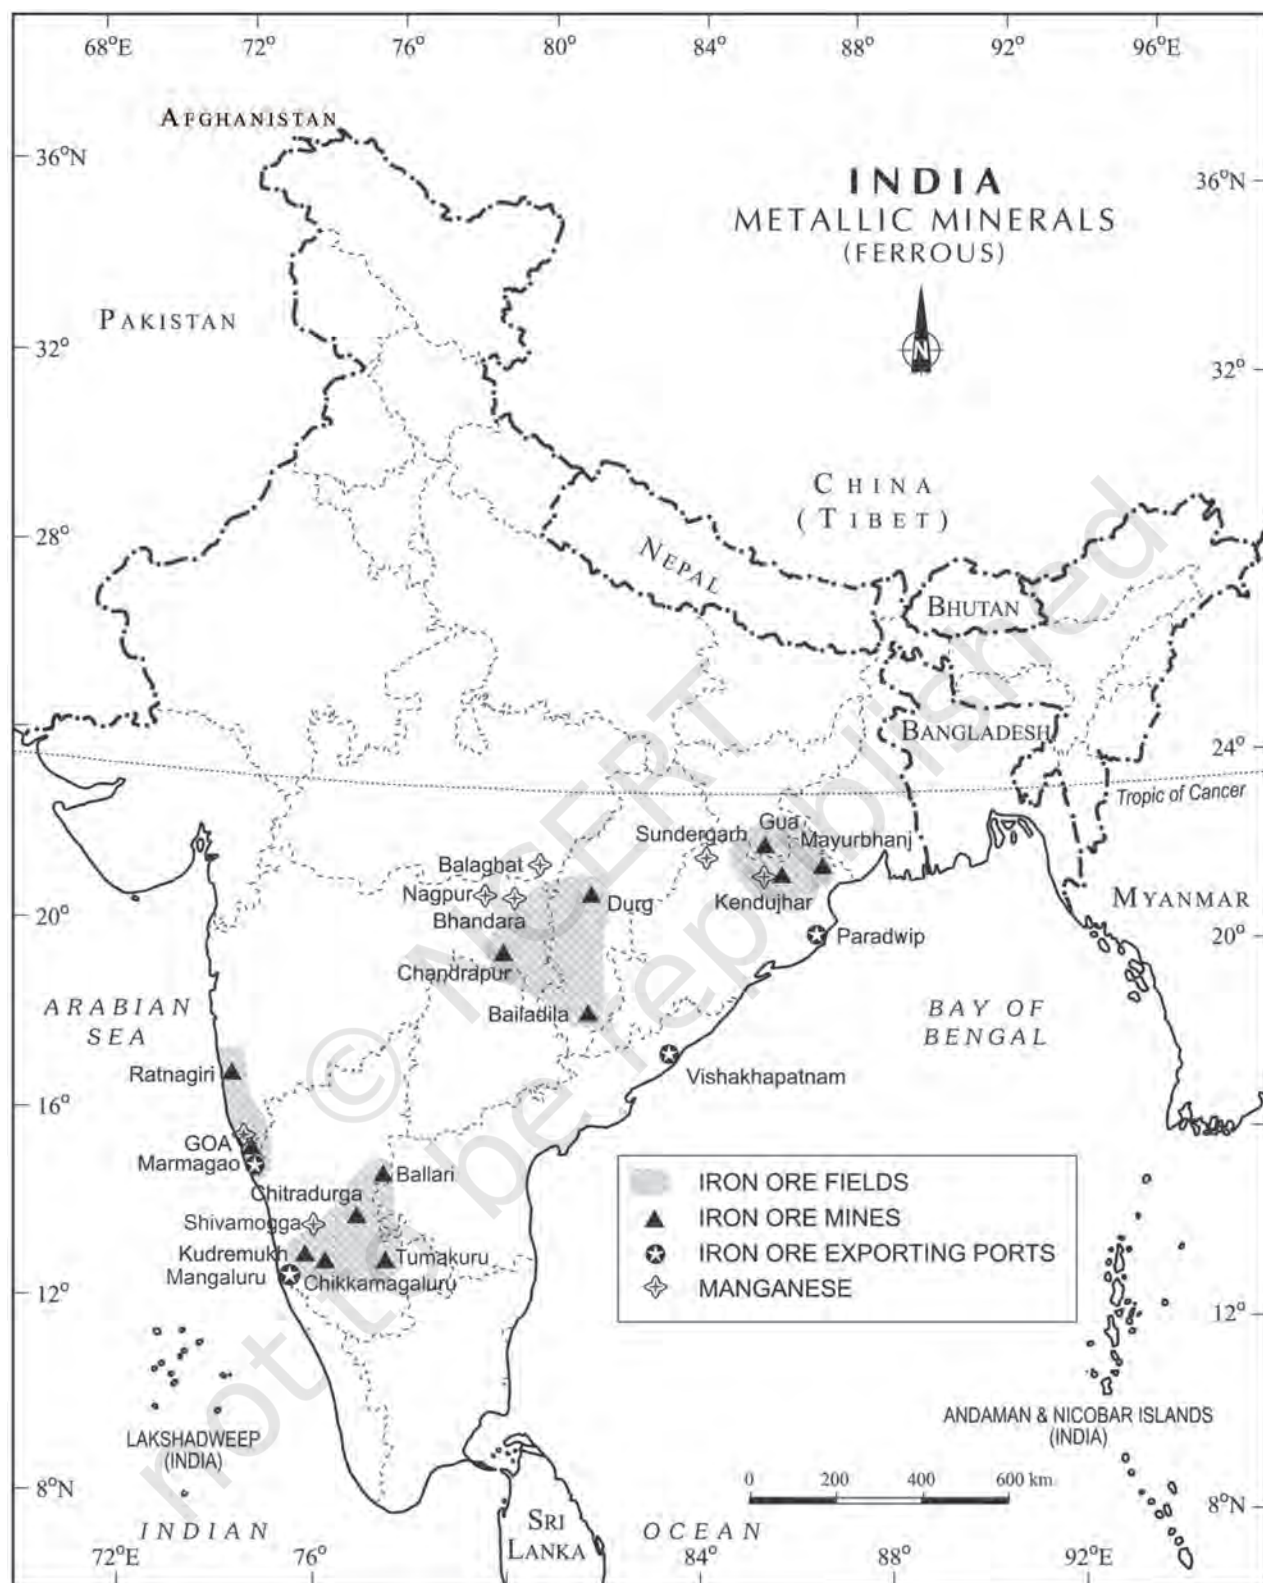 68°E 72° 76° 80° 84° 88° 92° 96°E
AFGHANISTAN
36°N
36°N
INDIA
METALLIC MINERALS
(FERROUS)
N
PAKISTAN
32°
32°
CHINA
(TIBET)
28°
28°
NEPAL
BHUTAN
BANGLADESH
24°
Tropic of Cancer
Sundergarh
Gua
Mayurbhanj
Balaghat
Nagpur
Bhandara
Durg
Kendujhar
MYANMAR
20°
20°
Paradwip
Chandrapur
Bailadila
ARABIAN
SEA
BAY OF
BENGAL
Ratnagiri
Vishakhapatnam
16°
16°
GOA
Marmagao
Ballari
Chitradurga
Shivamogga
Kudremukh
Tumakuru
Mangaluru
Chikkamagaluru
IRON ORE FIELDS
IRON ORE MINES
IRON ORE EXPORTING PORTS
MANGANESE
12°
12°
LAKSHADWEEP
(INDIA)
ANDAMAN & NICOBAR ISLANDS
(INDIA)
0 200 400 600 km
8°N
8°N
INDIAN
OCEAN
SRI
LANKA
72°E 76° 84° 88° 92°E
© NCERT
not to be republished